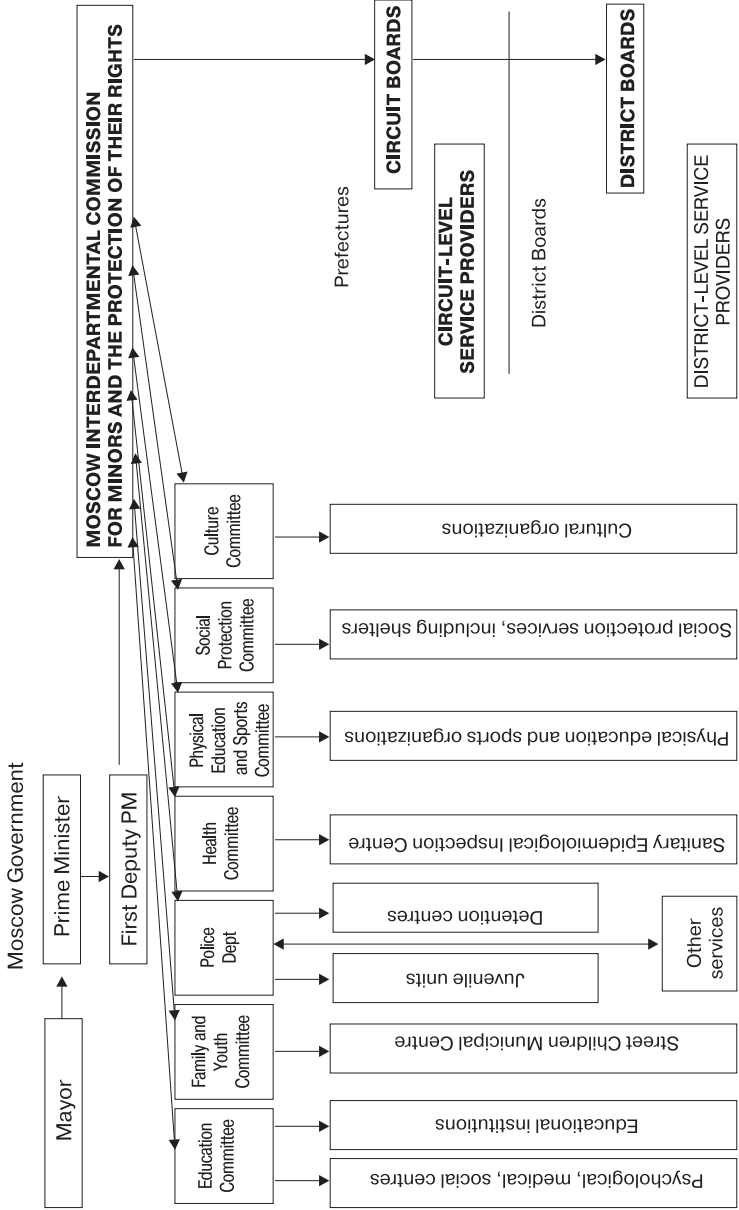 Moscow Government
Mayor
Prime Minister
First Deputy PM
MOSCOW INTERDEPARTMENTAL COMMISSION
FOR MINORS AND THE PROTECTION OF THEIR RIGHTS
Education
Committee
Family and
Youth
Committee
Police
Dept
Health
Committee
Physical
Education
and Sports
Committee
Social
Protection
Committee
Culture
Committee
Psychological, medical, social centres
Educational institutions
Street Children Municipal Centre
Juvenile units
Detention centres
Other
services
Sanitary Epidemiological Inspection Centre
Physical education and sports organizations
Social protection services, including shelters
Cultural organizations
Prefectures
CIRCUIT BOARDS
CIRCUIT-LEVEL
SERVICE PROVIDERS
District Boards
DISTRICT BOARDS
DISTRICT-LEVEL SERVICE
PROVIDERS